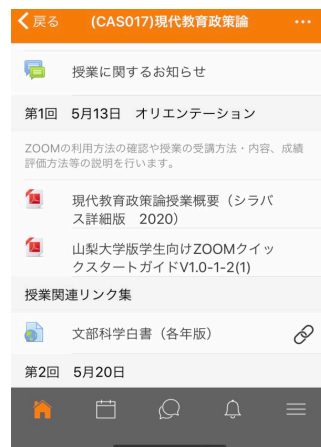 戻る (CAS017)現代教育政策論 ...
授業に関するお知らせ
第1回 5月13日 オリエンテーション
ZOOMの利用方法の確認や授業の受講方法・内容、成績
評価方法等の説明を行います。
現代教育政策論授業概要（シラバ
ス詳細版 2020）
山梨大学版学生向けZOOMクイッ
クスタートガイドV1.0-1-2(1)
授業関連リンク集
文部科学白書（各年版）
第2回 5月20日